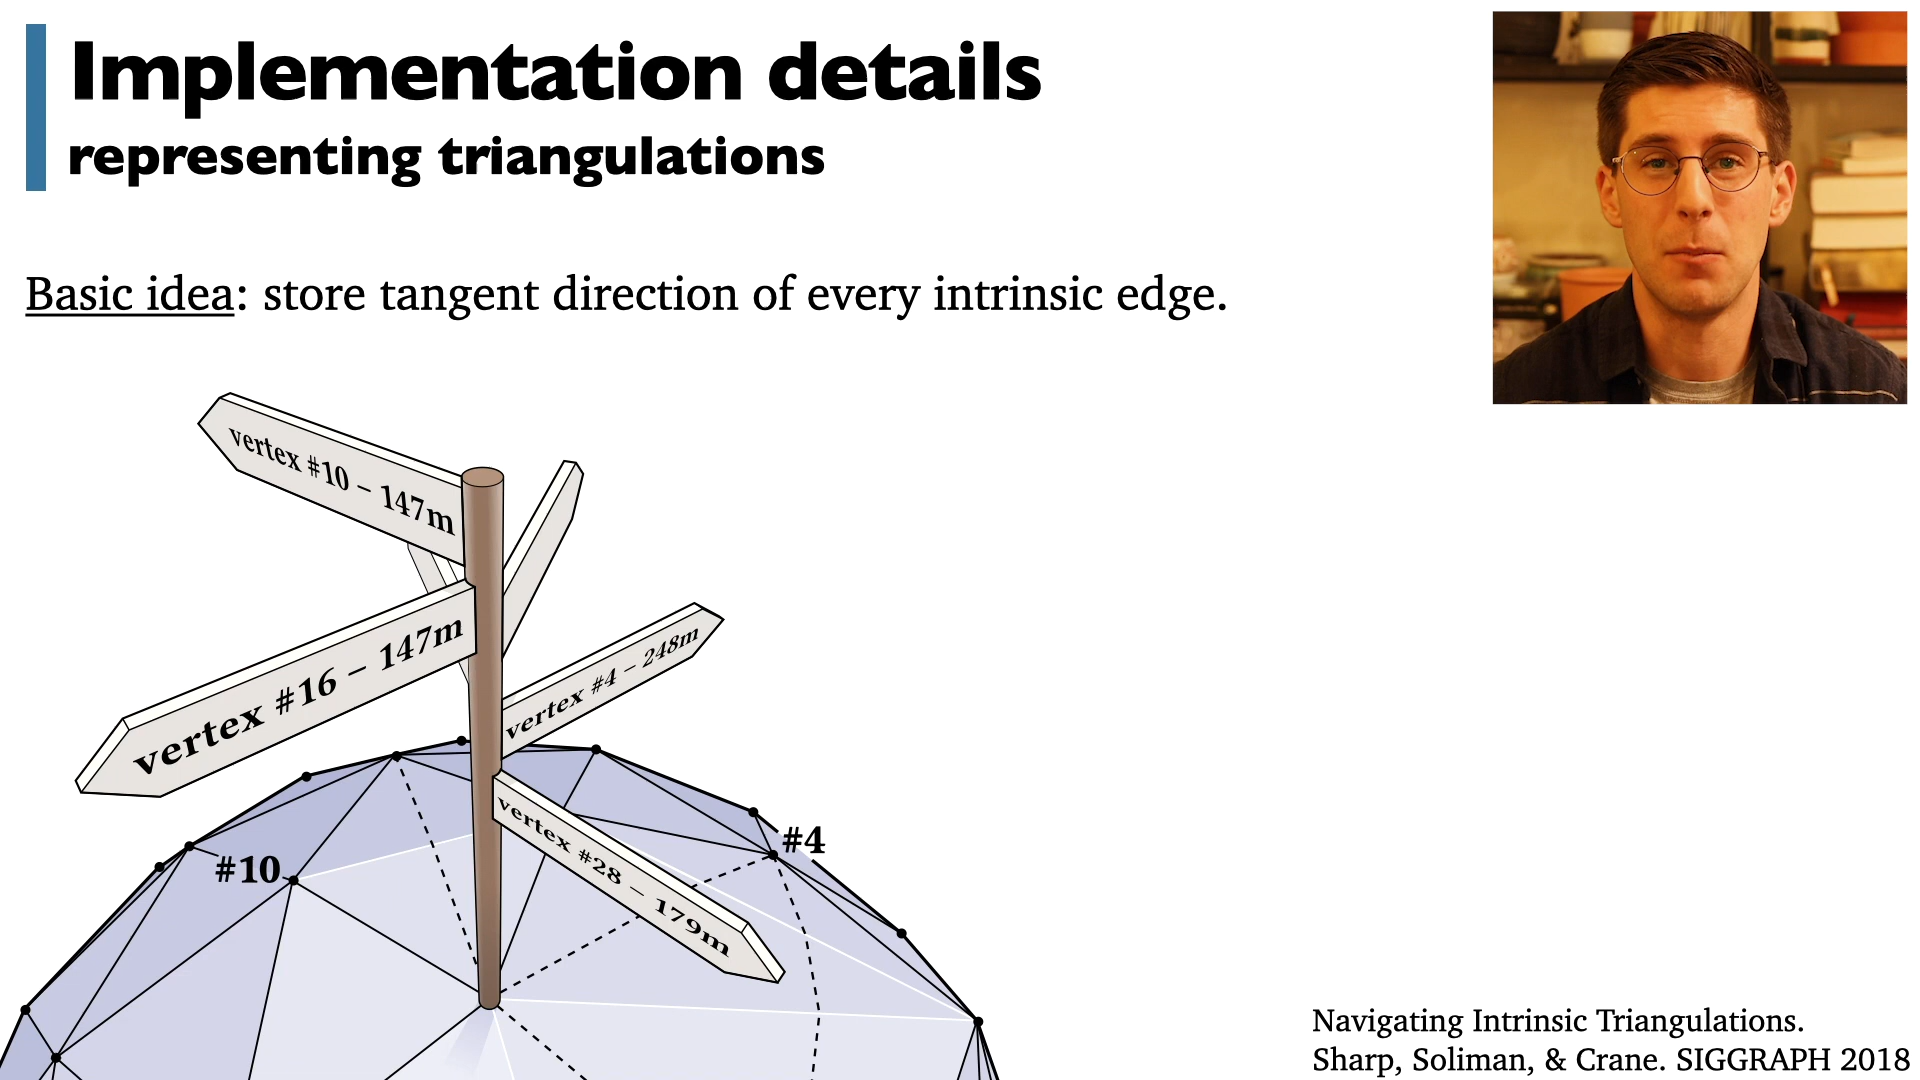 Implementation details
representing triangulations
Basic idea: store tangent direction of every intrinsic edge.
vertex #10 – 147m
vertex #16 – 147m
vertex #4 – 248m
vertex #28 – 179m
#4
#10
Navigating Intrinsic Triangulations.
Sharp, Soliman, & Crane. SIGGRAPH 2018